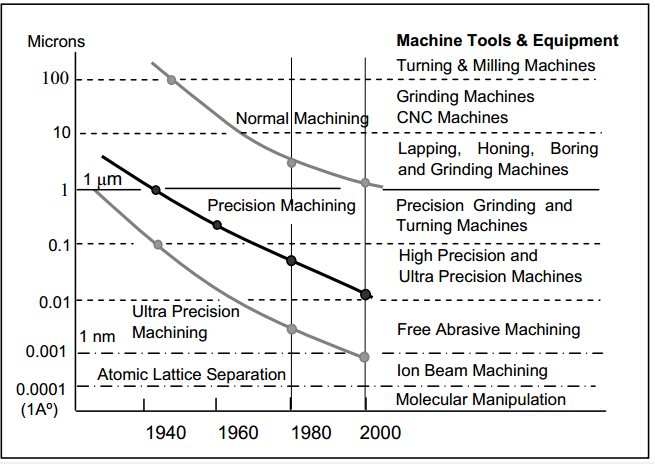 Microns
Machine Tools & Equipment
Turning & Milling Machines
100
Grinding Machines
CNC Machines
Normal Machining
10
Lapping, Honing, Boring
and Grinding Machines
1 μm
1
Precision Machining
Precision Grinding and
Turning Machines
0.1
High Precision and
Ultra Precision Machines
0.01
Ultra Precision
Machining
1 nm
Free Abrasive Machining
0.001
Atomic Lattice Separation
Ion Beam Machining
0.0001
(1Aº)
Molecular Manipulation
1940 1960 1980 2000